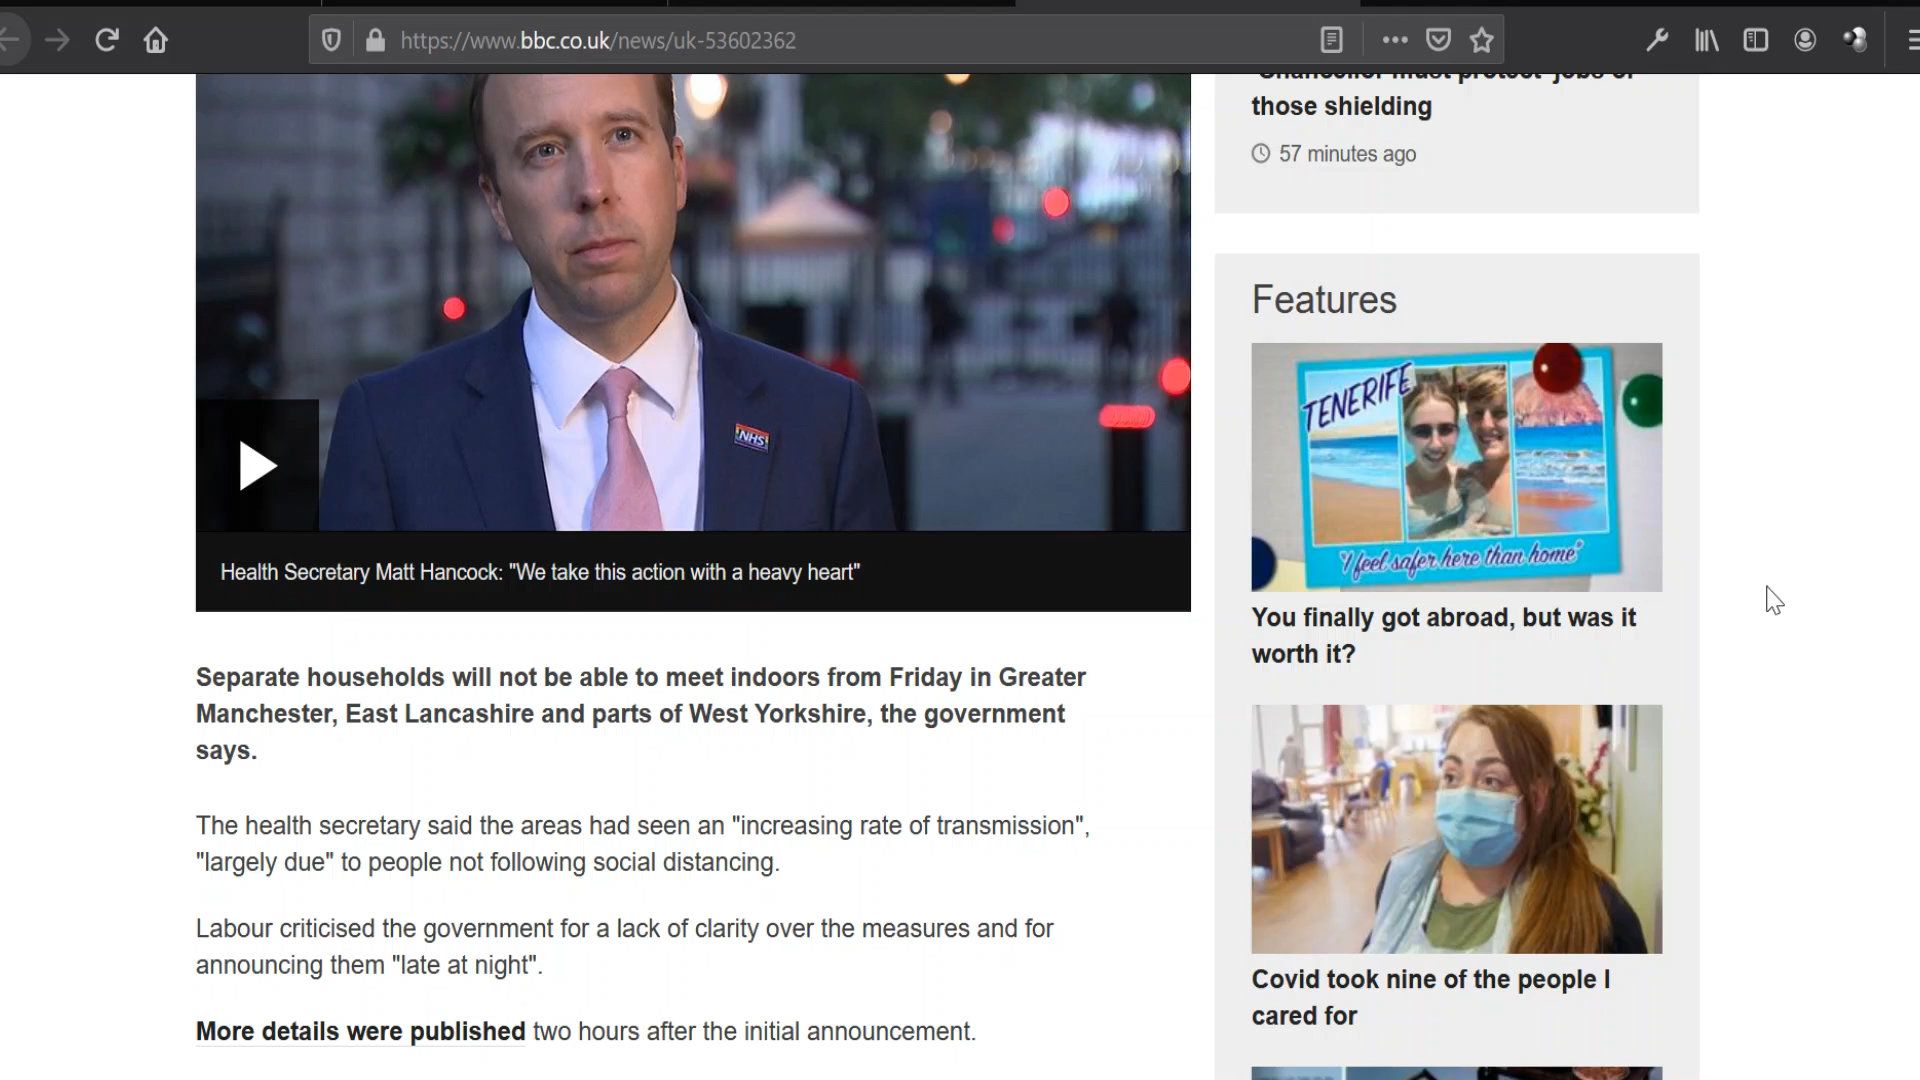 https://www.bbc.co.uk/news/uk-53602362
'Chancellor must protect' jobs of
those shielding
57 minutes ago
NHS
Health Secretary Matt Hancock: "We take this action with a heavy heart"
Separate households will not be able to meet indoors from Friday in Greater
Manchester, East Lancashire and parts of West Yorkshire, the government
says.
The health secretary said the areas had seen an "increasing rate of transmission",
"largely due" to people not following social distancing.
Labour criticised the government for a lack of clarity over the measures and for
announcing them "late at night".
More details were published two hours after the initial announcement.
Features
TENERIFE
"I feel safer here than home"
You finally got abroad, but was it
worth it?
Covid took nine of the people I
cared for